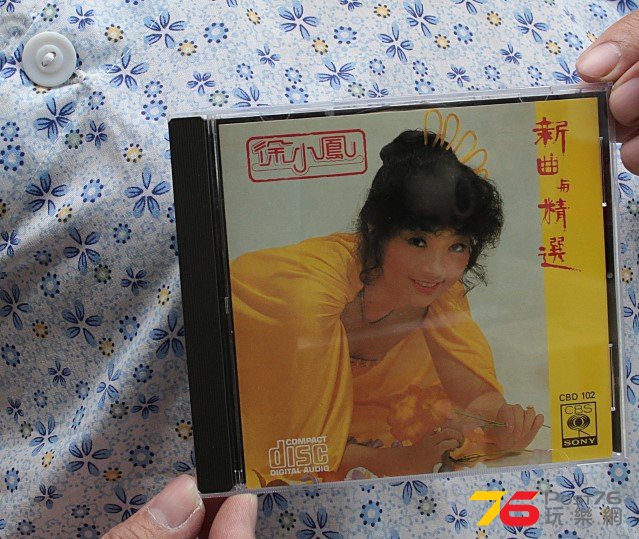 徐小鳳
新曲與精選
COMPACT
disc
DIGITAL AUDIO
CBD 102
CBS
SONY
76
Post76
玩樂網